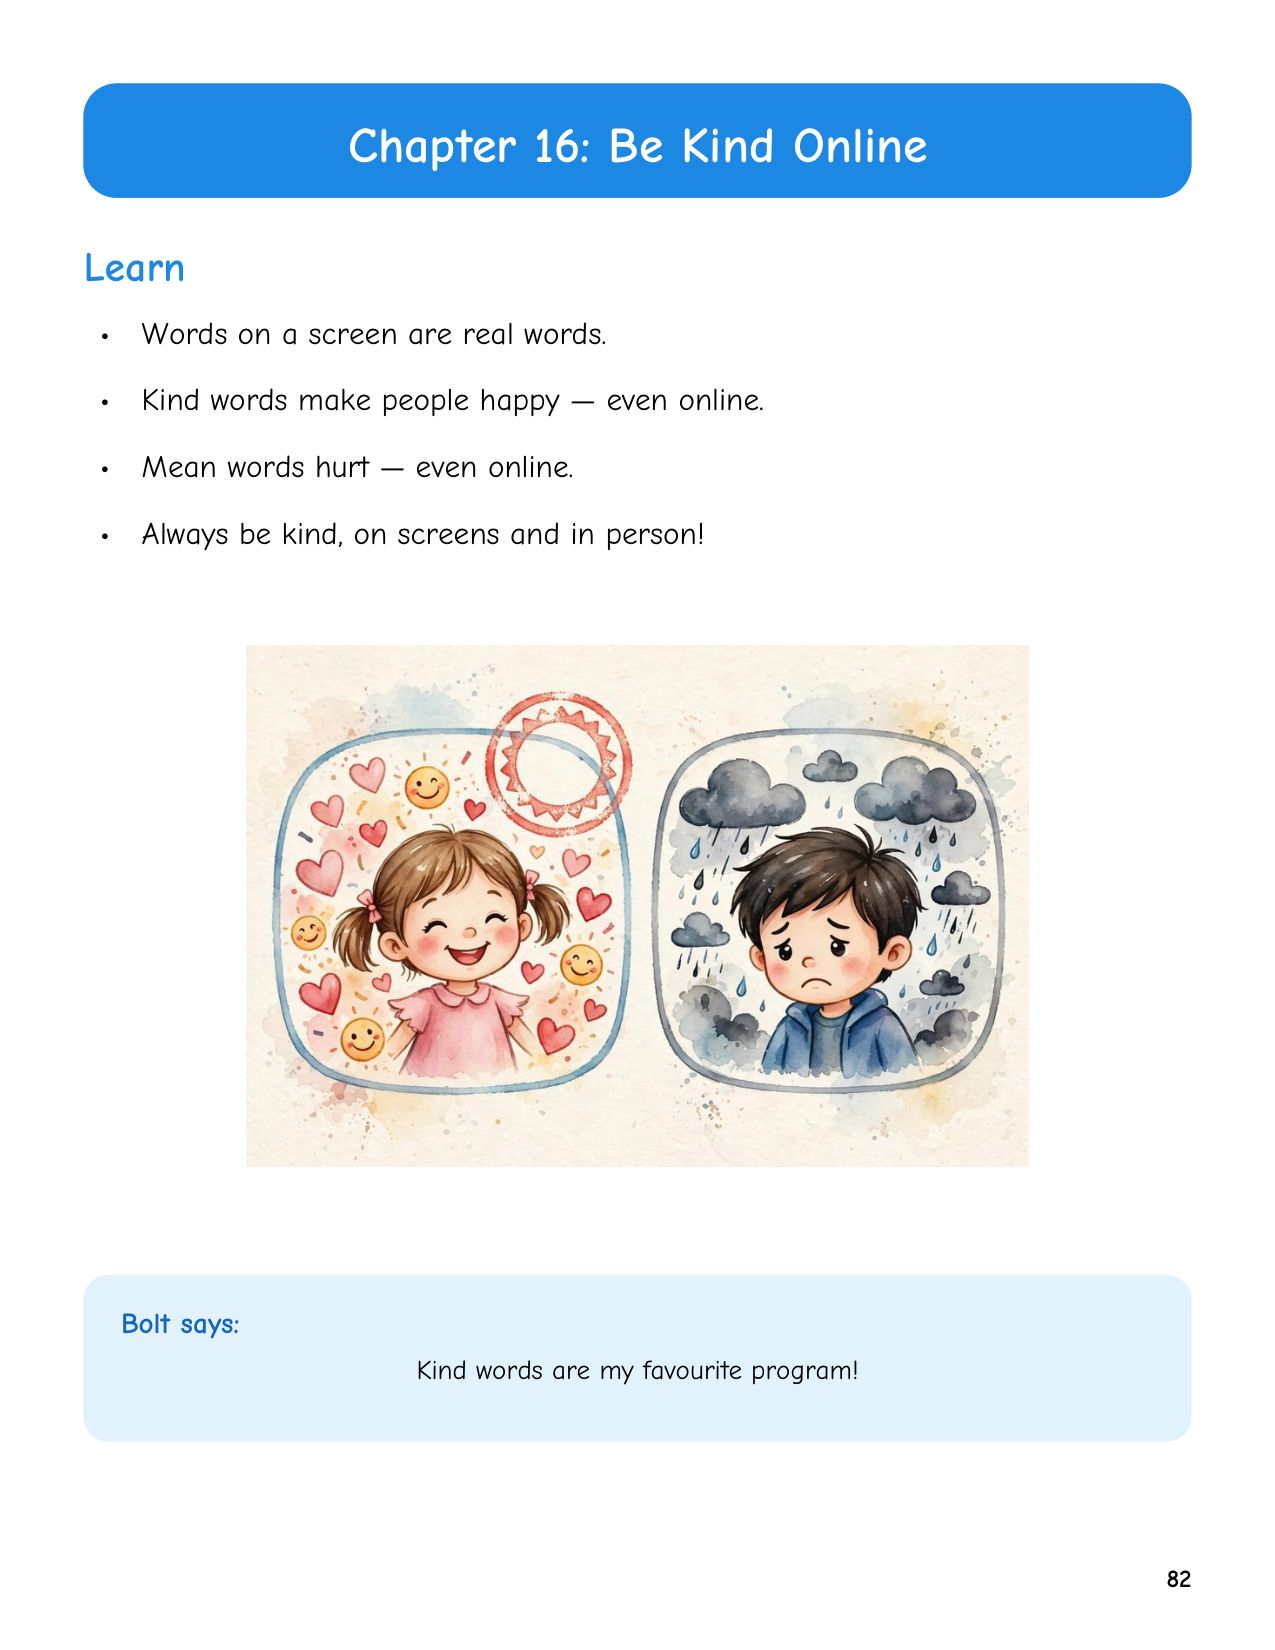 Chapter 16: Be Kind Online
Learn
• Words on a screen are real words.
• Kind words make people happy — even online.
• Mean words hurt — even online.
• Always be kind, on screens and in person!
Bolt says:
Kind words are my favourite program!
82